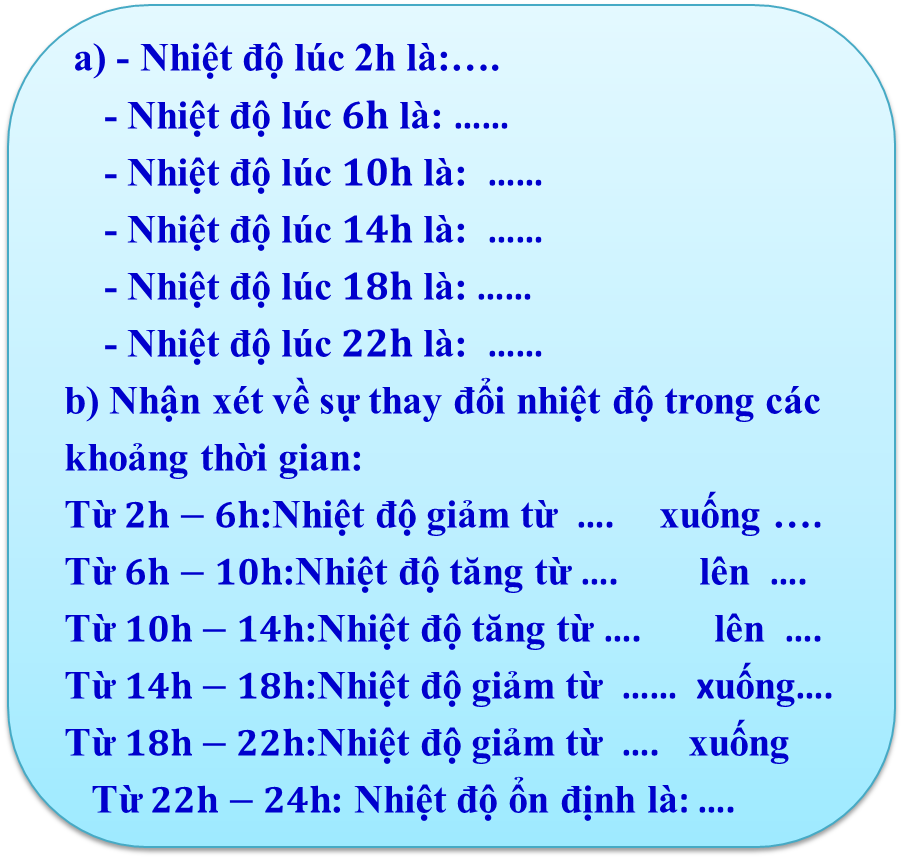 a) - Nhiệt độ lúc 2h là:….
- Nhiệt độ lúc 6h là: ......
- Nhiệt độ lúc 10h là: ......
- Nhiệt độ lúc 14h là: ......
- Nhiệt độ lúc 18h là: ......
- Nhiệt độ lúc 22h là: ......
b) Nhận xét về sự thay đổi nhiệt độ trong các
khoảng thời gian:
Từ 2h – 6h:Nhiệt độ giảm từ .... xuống ….
Từ 6h – 10h:Nhiệt độ tăng từ .... lên ....
Từ 10h – 14h:Nhiệt độ tăng từ .... lên ....
Từ 14h – 18h:Nhiệt độ giảm từ ...... xuống....
Từ 18h – 22h:Nhiệt độ giảm từ .... xuống
Từ 22h – 24h: Nhiệt độ ổn định là: ....